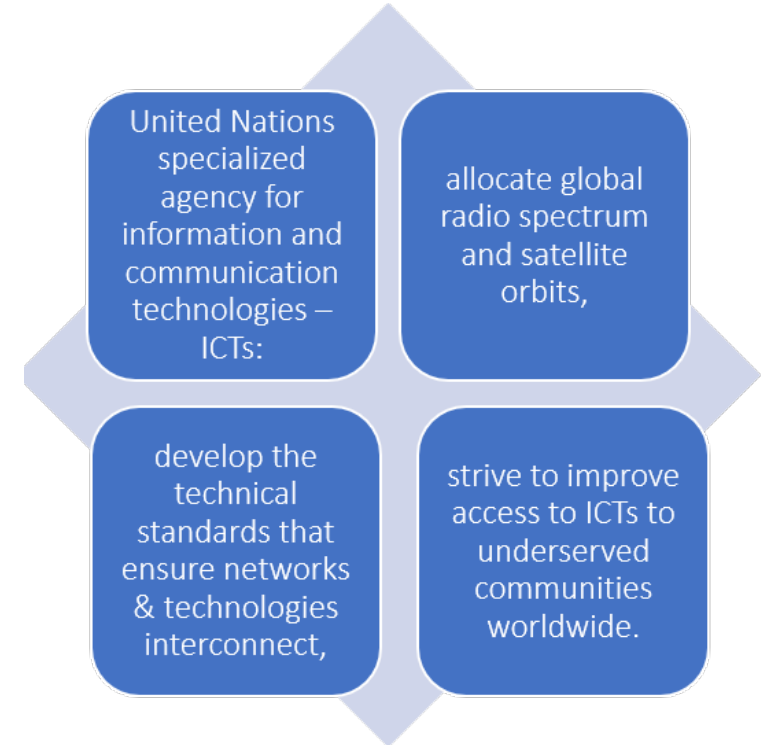 United Nations
specialized
agency for
information and
communication
technologies –
ICTs:
allocate global
radio spectrum
and satellite
orbits,
develop the
technical
standards that
ensure networks
& technologies
interconnect,
strive to improve
access to ICTs to
underserved
communities
worldwide.